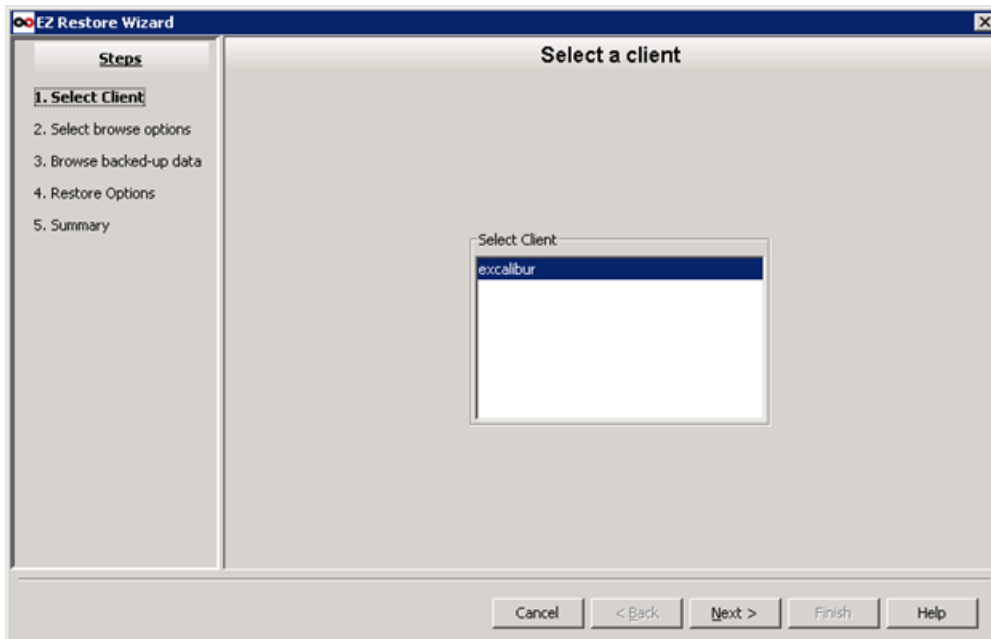 EZ Restore Wizard
Steps
1. Select Client
2. Select browse options
3. Browse backed-up data
4. Restore Options
5. Summary
Select a client
Select Client
excalibur
Cancel
< Back
Next >
Finish
Help